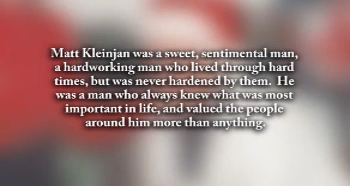 Matt Kleinjan was a sweet, sentimental man,
a hardworking man who lived through hard
times, but was never hardened by them.  He
was a man who always knew what was most
important in life, and valued the people
around him more than anything.